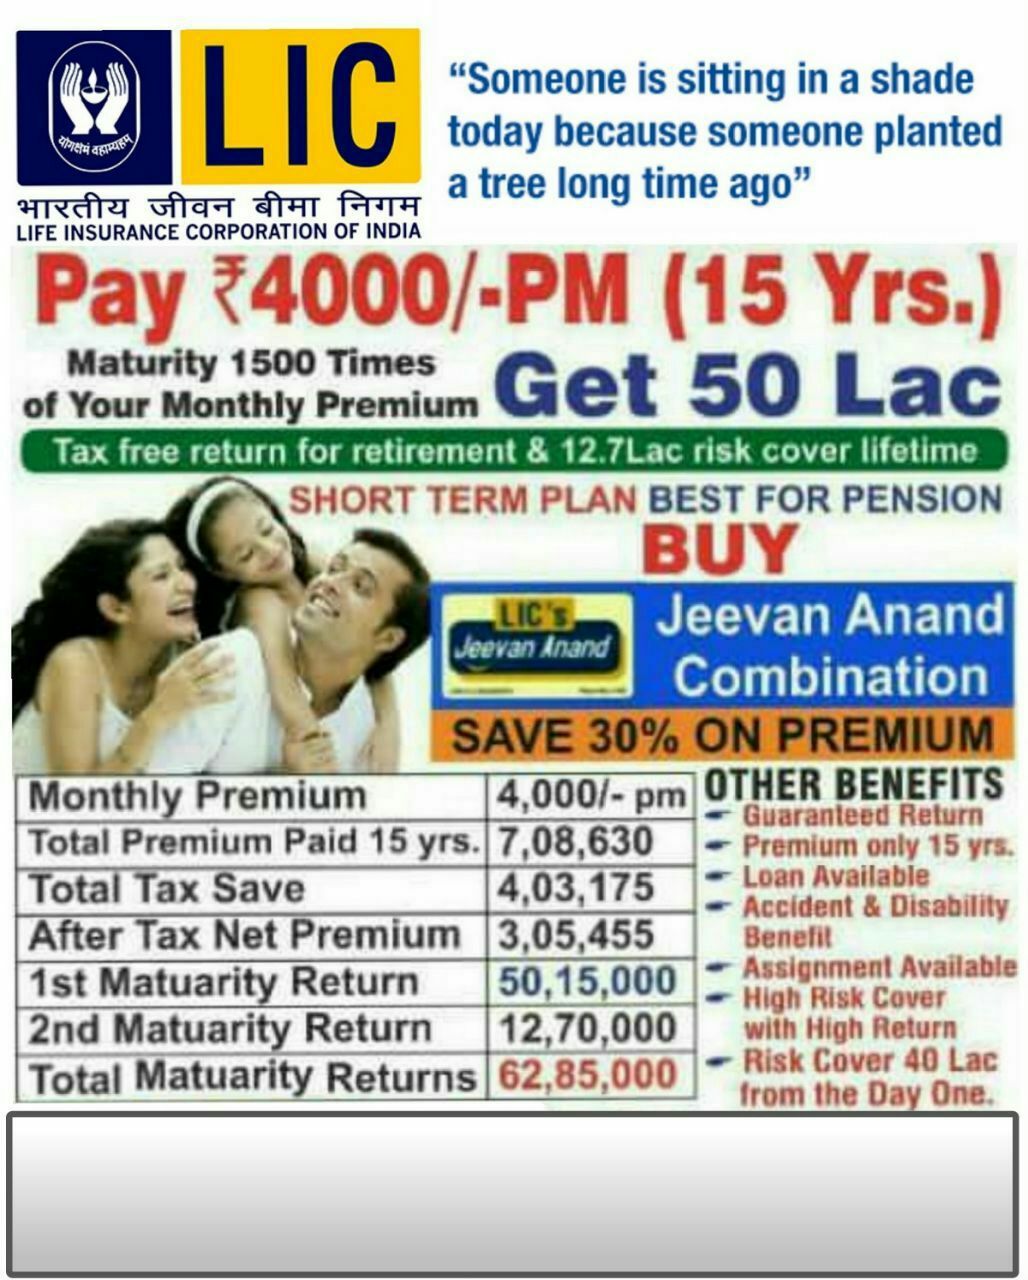 योगक्षेमं वहाम्यहम्
LIC
भारतीय जीवन बीमा निगम
LIFE INSURANCE CORPORATION OF INDIA
“Someone is sitting in a shade
today because someone planted
a tree long time ago”
Pay ₹4000/-PM (15 Yrs.)
Maturity 1500 Times
of Your Monthly Premium
Get 50 Lac
Tax free return for retirement & 12.7Lac risk cover lifetime
SHORT TERM PLAN BEST FOR PENSION
BUY
LIC's
Jeevan Anand
Jeevan Anand
Combination
SAVE 30% ON PREMIUM
Monthly Premium 4,000/- pm
Total Premium Paid 15 yrs. 7,08,630
Total Tax Save 4,03,175
After Tax Net Premium 3,05,455
1st Matuarity Return 50,15,000
2nd Matuarity Return 12,70,000
Total Matuarity Returns 62,85,000
OTHER BENEFITS
Guaranteed Return
Premium only 15 yrs.
Loan Available
Accident & Disability
Benefit
Assignment Available
High Risk Cover
with High Return
Risk Cover 40 Lac
from the Day One.